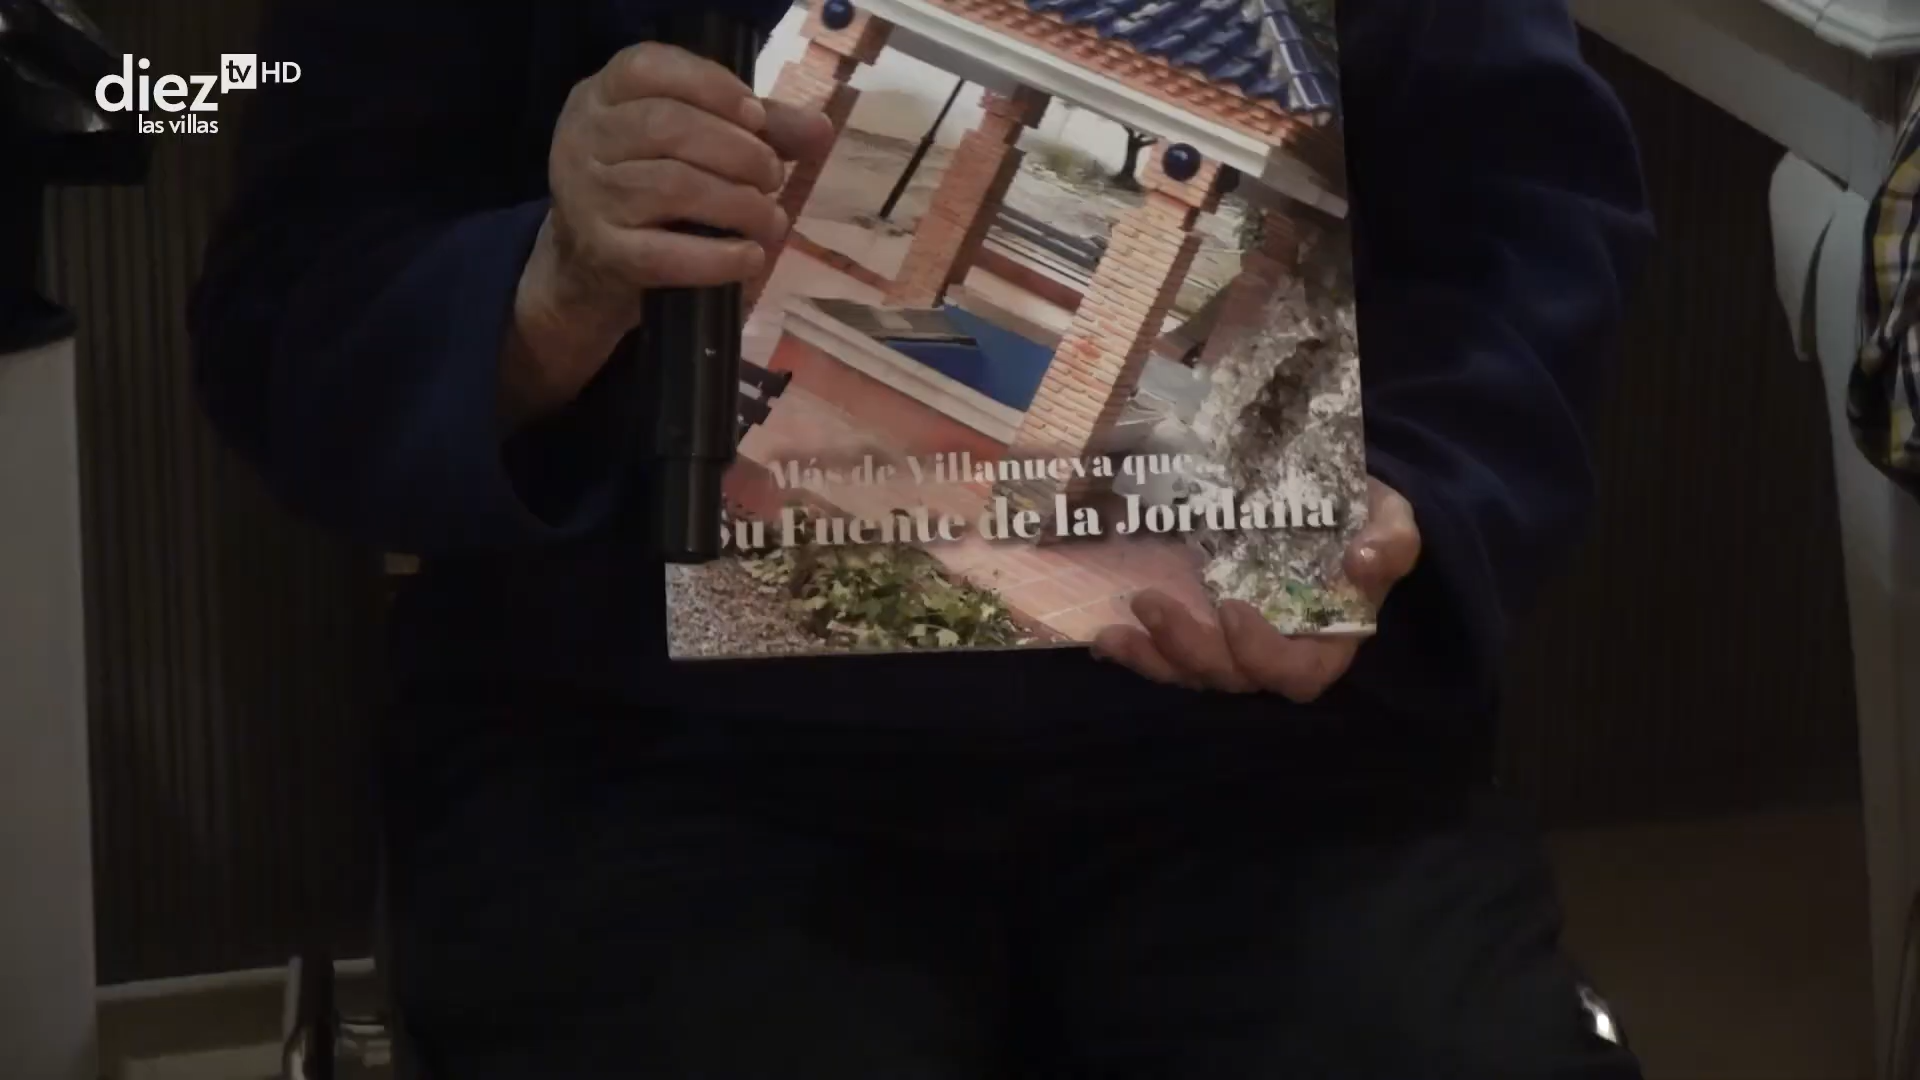 diez tv HD
las villas
Más de Villanueva que...
Su Fuente de la Jordana